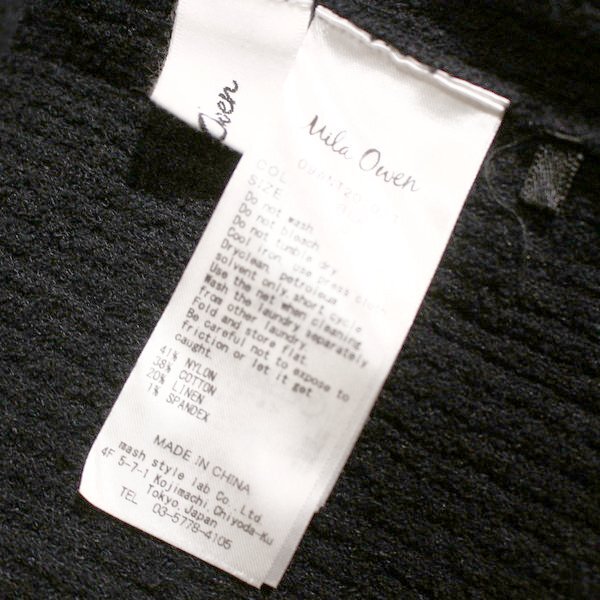 Owen
Mila Owen
COL
SIZE
Do not wash
Do not bleach
Do not tumble dry
Cool iron, use press cloth
Dryclean, petroleum
solvent only,short cycle
Use the net when cleaning
Wash the laundry separately
from other laundry.
Fold and store flat.
Be careful not to expose to
friction or let it get
caught.
41% NYLON
38% COTTON
20% LINEN
1% SPANDEX
MADE IN CHINA
mash style lab Co., Ltd
4F 5-7-1 Kojimachi,Chiyoda-Ku
Tokyo,Japan
TEL 03-5778-4105